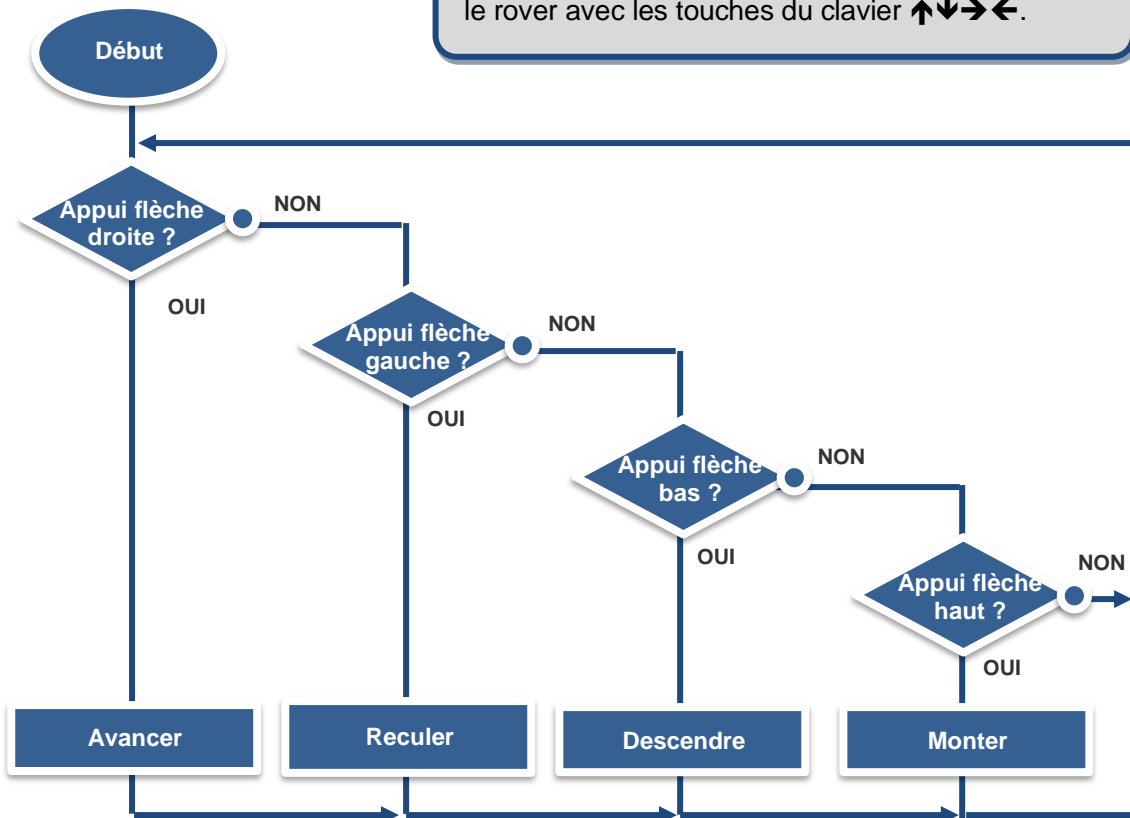 le rover avec les touches du clavier 🡩🡫🡪🡨.
Début
Appui flèche
droite ?
NON
OUI
Appui flèche
gauche ?
NON
OUI
Appui flèche
bas ?
NON
OUI
Appui flèche
haut ?
NON
OUI
Avancer
Reculer
Descendre
Monter